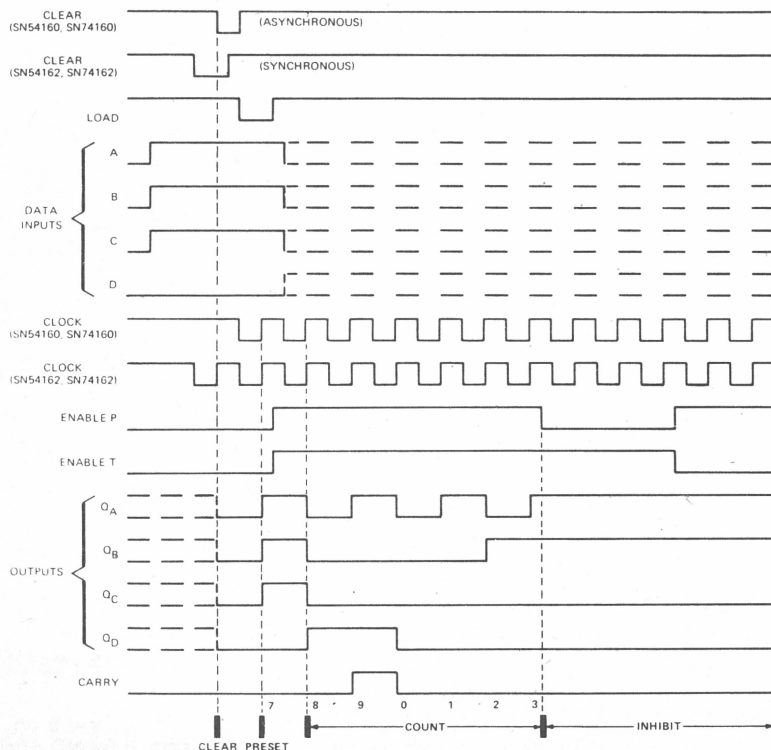 CLEAR
(SN54160, SN74160)
(ASYNCHRONOUS)
CLEAR
(SN54162, SN74162)
(SYNCHRONOUS)
LOAD
A
B
DATA
INPUTS
C
D
CLOCK
(SN54160, SN74160)
CLOCK
(SN54162, SN74162)
ENABLE P
ENABLE T
QA
QB
OUTPUTS
QC
QD
CARRY
7 8 9 0 1 2 3
COUNT
INHIBIT
CLEAR PRESET